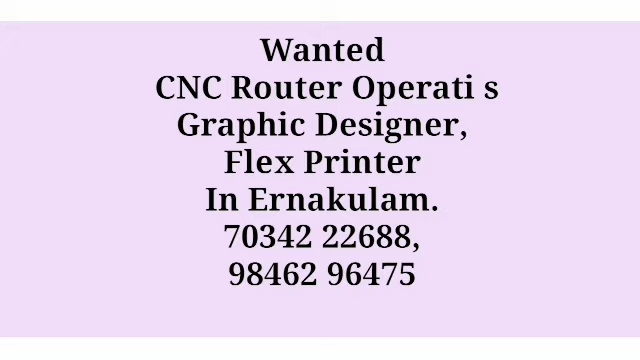 Wanted
CNC Router Operati s
Graphic Designer,
Flex Printer
In Ernakulam.
70342 22688,
98462 96475